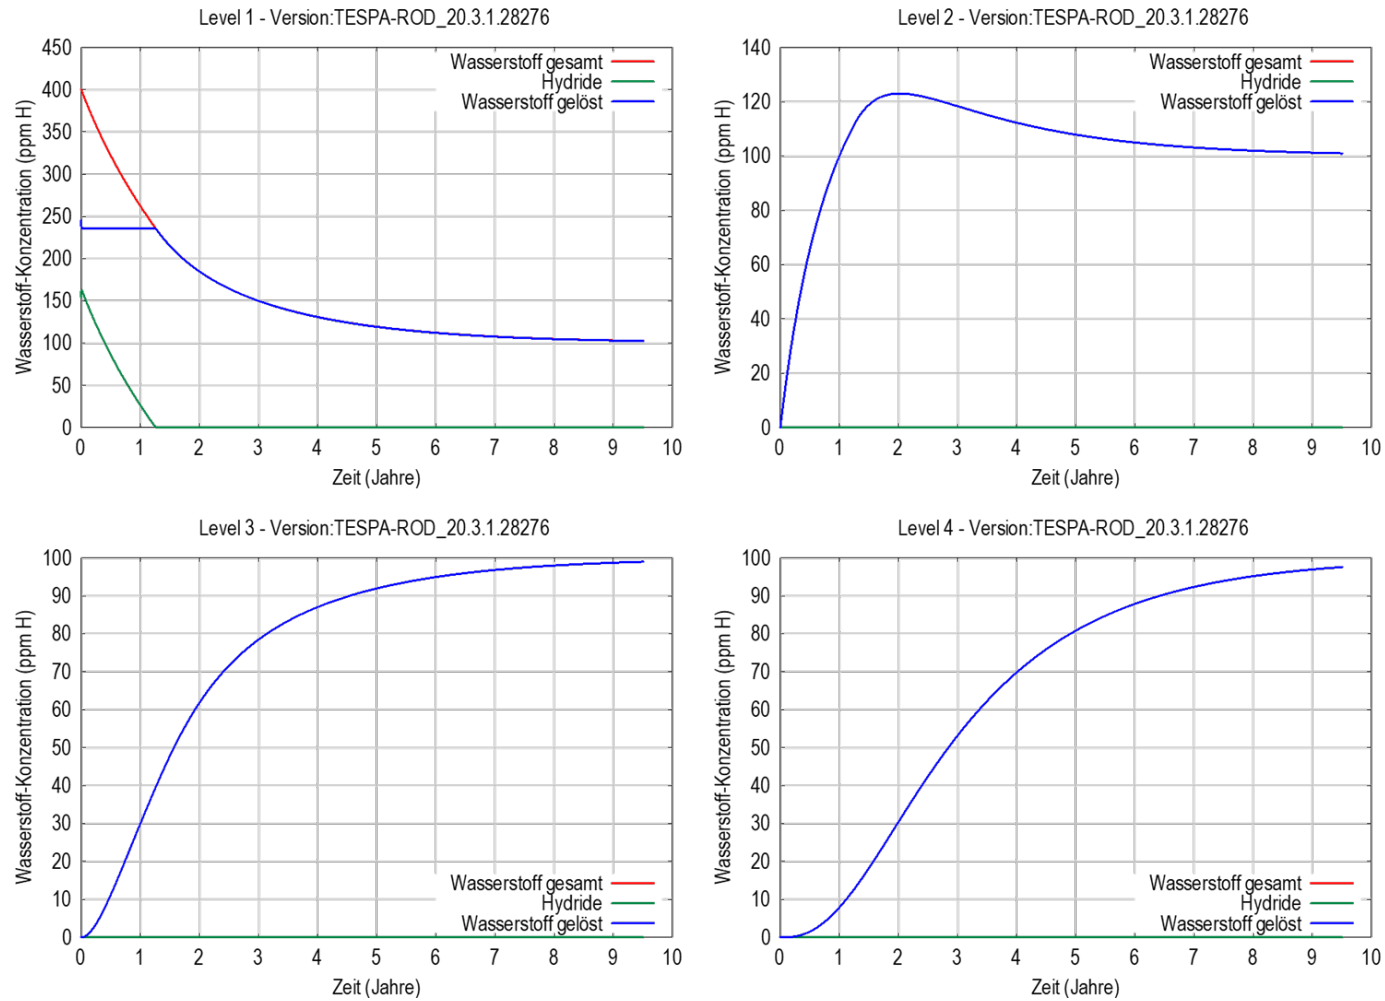 Level 1 - Version:TESPA-ROD_20.3.1.28276
Wasserstoff-Konzentration (ppm H)
450
400
350
300
250
200
150
100
50
0
Wasserstoff gesamt
Hydride
Wasserstoff gelöst
0 1 2 3 4 5 6 7 8 9 10
Zeit (Jahre)
Level 2 - Version:TESPA-ROD_20.3.1.28276
Wasserstoff-Konzentration (ppm H)
140
120
100
80
60
40
20
0
Wasserstoff gesamt
Hydride
Wasserstoff gelöst
0 1 2 3 4 5 6 7 8 9 10
Zeit (Jahre)
Level 3 - Version:TESPA-ROD_20.3.1.28276
Wasserstoff-Konzentration (ppm H)
100
90
80
70
60
50
40
30
20
10
0
Wasserstoff gesamt
Hydride
Wasserstoff gelöst
0 1 2 3 4 5 6 7 8 9 10
Zeit (Jahre)
Level 4 - Version:TESPA-ROD_20.3.1.28276
Wasserstoff-Konzentration (ppm H)
100
90
80
70
60
50
40
30
20
10
0
Wasserstoff gesamt
Hydride
Wasserstoff gelöst
0 1 2 3 4 5 6 7 8 9 10
Zeit (Jahre)